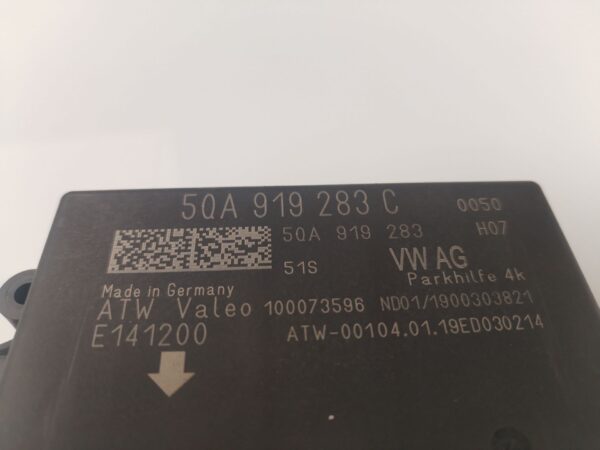 5QA 919 283 C 0050
5QA 919 283 H07
51S VW AG
Parkhilfe 4k
Made in Germany
ATW Valeo 100073596 ND01/1900303821
E141200 ATW-00104.01.19ED030214